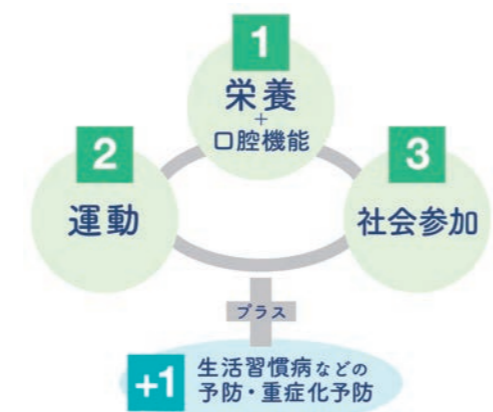 1
栄養
+
口腔機能
2
運動
3
社会参加
プラス
+1
生活習慣病などの
予防・重症化予防